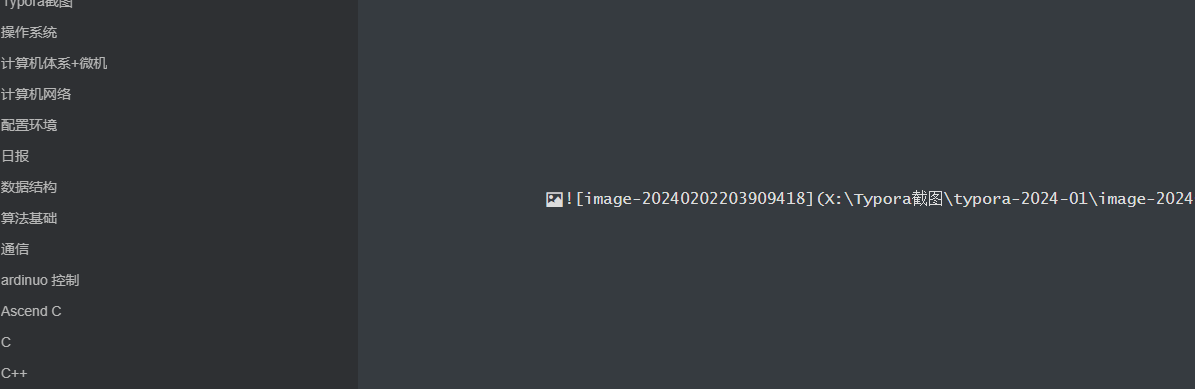 Typora截图
操作系统
计算机体系+微机
计算机网络
配置环境
日报
数据结构
算法基础
通信
ardinuo 控制
Ascend C
C
C++
![image-20240202203909418](X:\Typora截图\typora-2024-01\image-2024